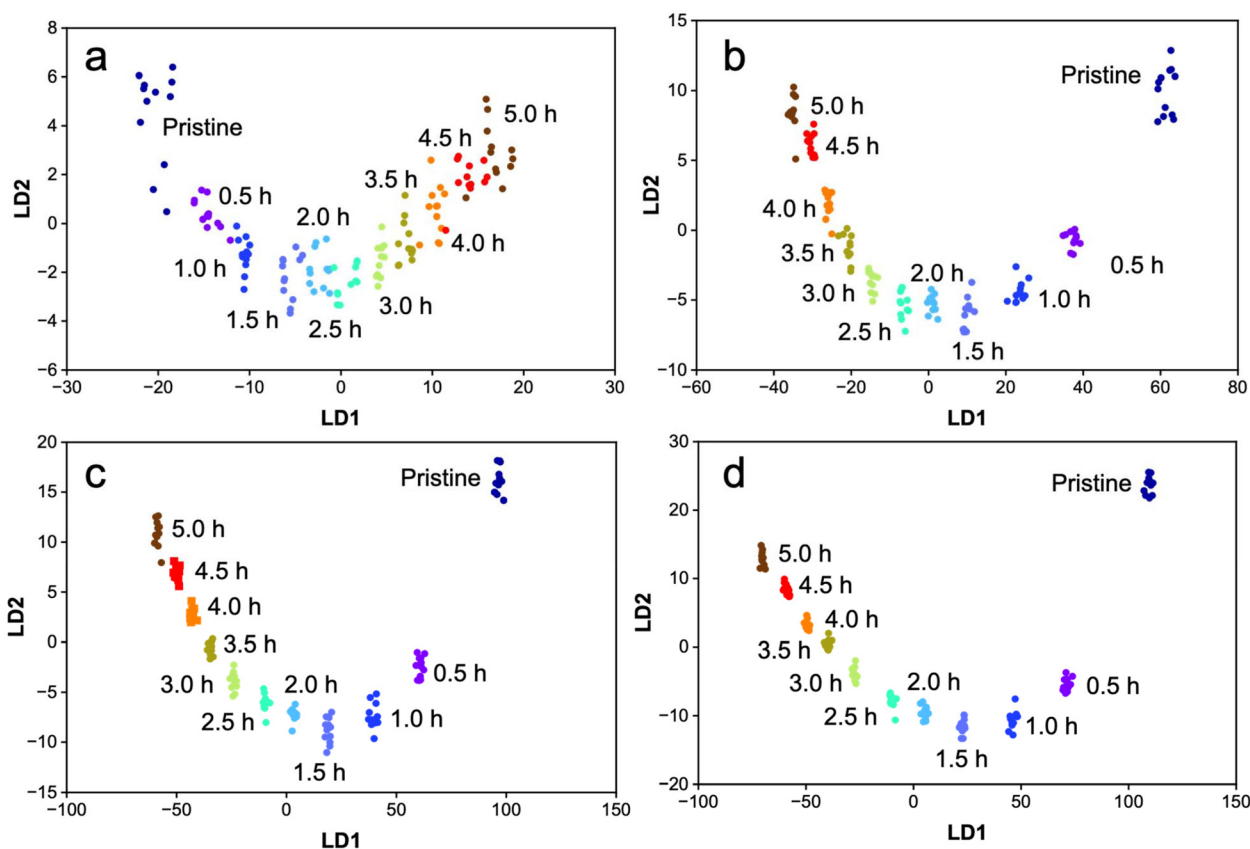 a
8
6
4
2
0
−2
−4
−6
LD2
−30
−20
−10
0
10
20
30
LD1
Pristine
0.5 h
1.0 h
1.5 h
2.0 h
2.5 h
3.0 h
3.5 h
4.0 h
4.5 h
5.0 h
b
15
10
5
0
−5
−10
LD2
−60
−40
−20
0
20
40
60
80
LD1
Pristine
5.0 h
4.5 h
4.0 h
3.5 h
3.0 h
2.5 h
2.0 h
1.5 h
1.0 h
0.5 h
c
20
15
10
5
0
−5
−10
−15
LD2
−100
−50
0
50
100
150
LD1
Pristine
5.0 h
4.5 h
4.0 h
3.5 h
3.0 h
2.5 h
2.0 h
1.5 h
1.0 h
0.5 h
d
30
20
10
0
−10
−20
LD2
−100
−50
0
50
100
150
LD1
Pristine
5.0 h
4.5 h
4.0 h
3.5 h
3.0 h
2.5 h
2.0 h
1.5 h
1.0 h
0.5 h